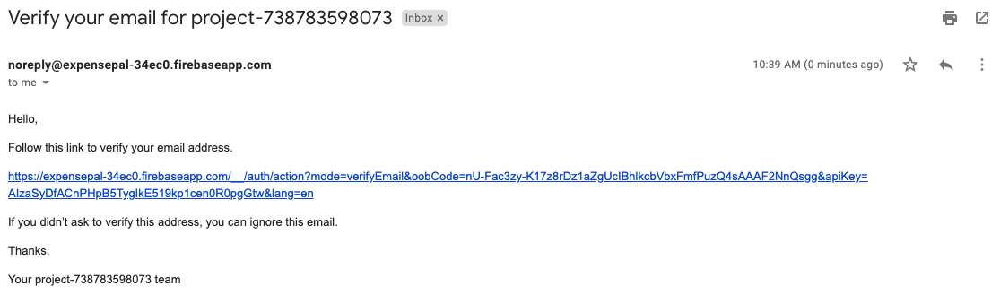 Verify your email for project-738783598073 Inbox ×
noreply@expensepal-34ec0.firebaseapp.com 10:39 AM (0 minutes ago)
to me
Hello,
Follow this link to verify your email address.
https://expensepal-34ec0.firebaseapp.com/__/auth/action?mode=verifyEmail&oobCode=nU-Fac3zy-K17z8rDz1aZgUcIBhlkcbVbxFmfPuzQ4sAAAF2NnQsgg&apiKey=
AIzaSyDfACnPHpB5TygIkE519kp1cen0R0pgGtw&lang=en
If you didn’t ask to verify this address, you can ignore this email.
Thanks,
Your project-738783598073 team